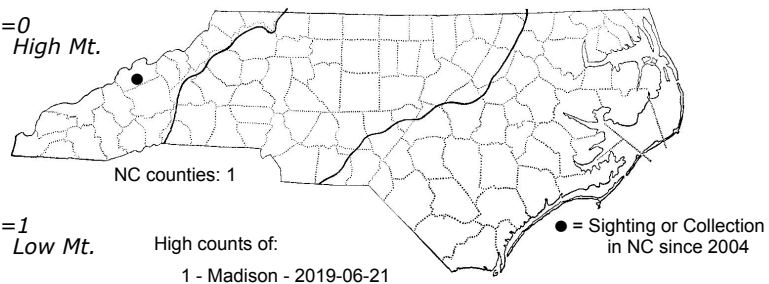 =0
High Mt.
NC counties: 1
=1
Low Mt.
High counts of:
1 - Madison - 2019-06-21
● = Sighting or Collection
in NC since 2004